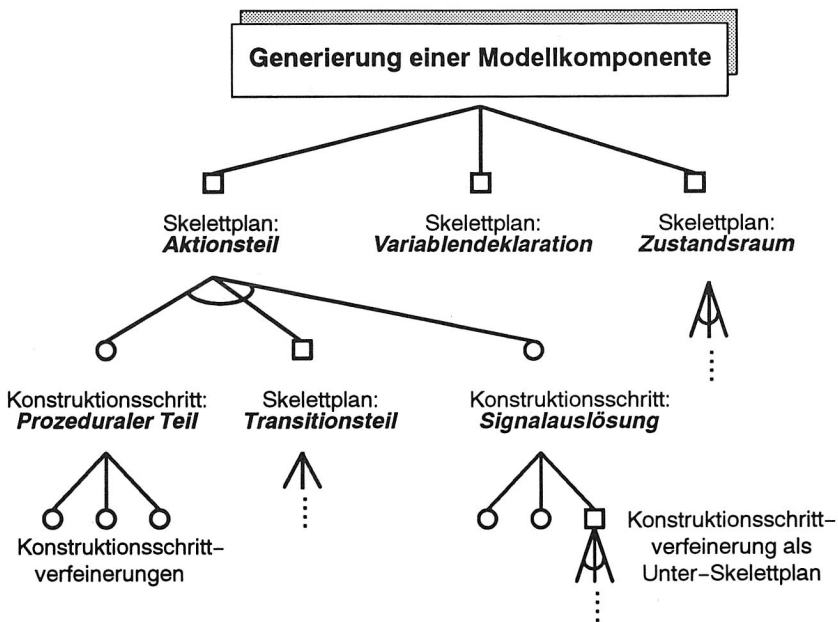 Generierung einer Modellkomponente
Skelettplan:
Aktionsteil
Skelettplan:
Variablendeklaration
Skelettplan:
Zustandsraum
Konstruktionsschritt:
Prozeduraler Teil
Skelettplan:
Transitionsteil
Konstruktionsschritt:
Signalauslösung
Konstruktionsschritt–
verfeinerungen
Konstruktionsschritt–
verfeinerung als
Unter–Skelettplan